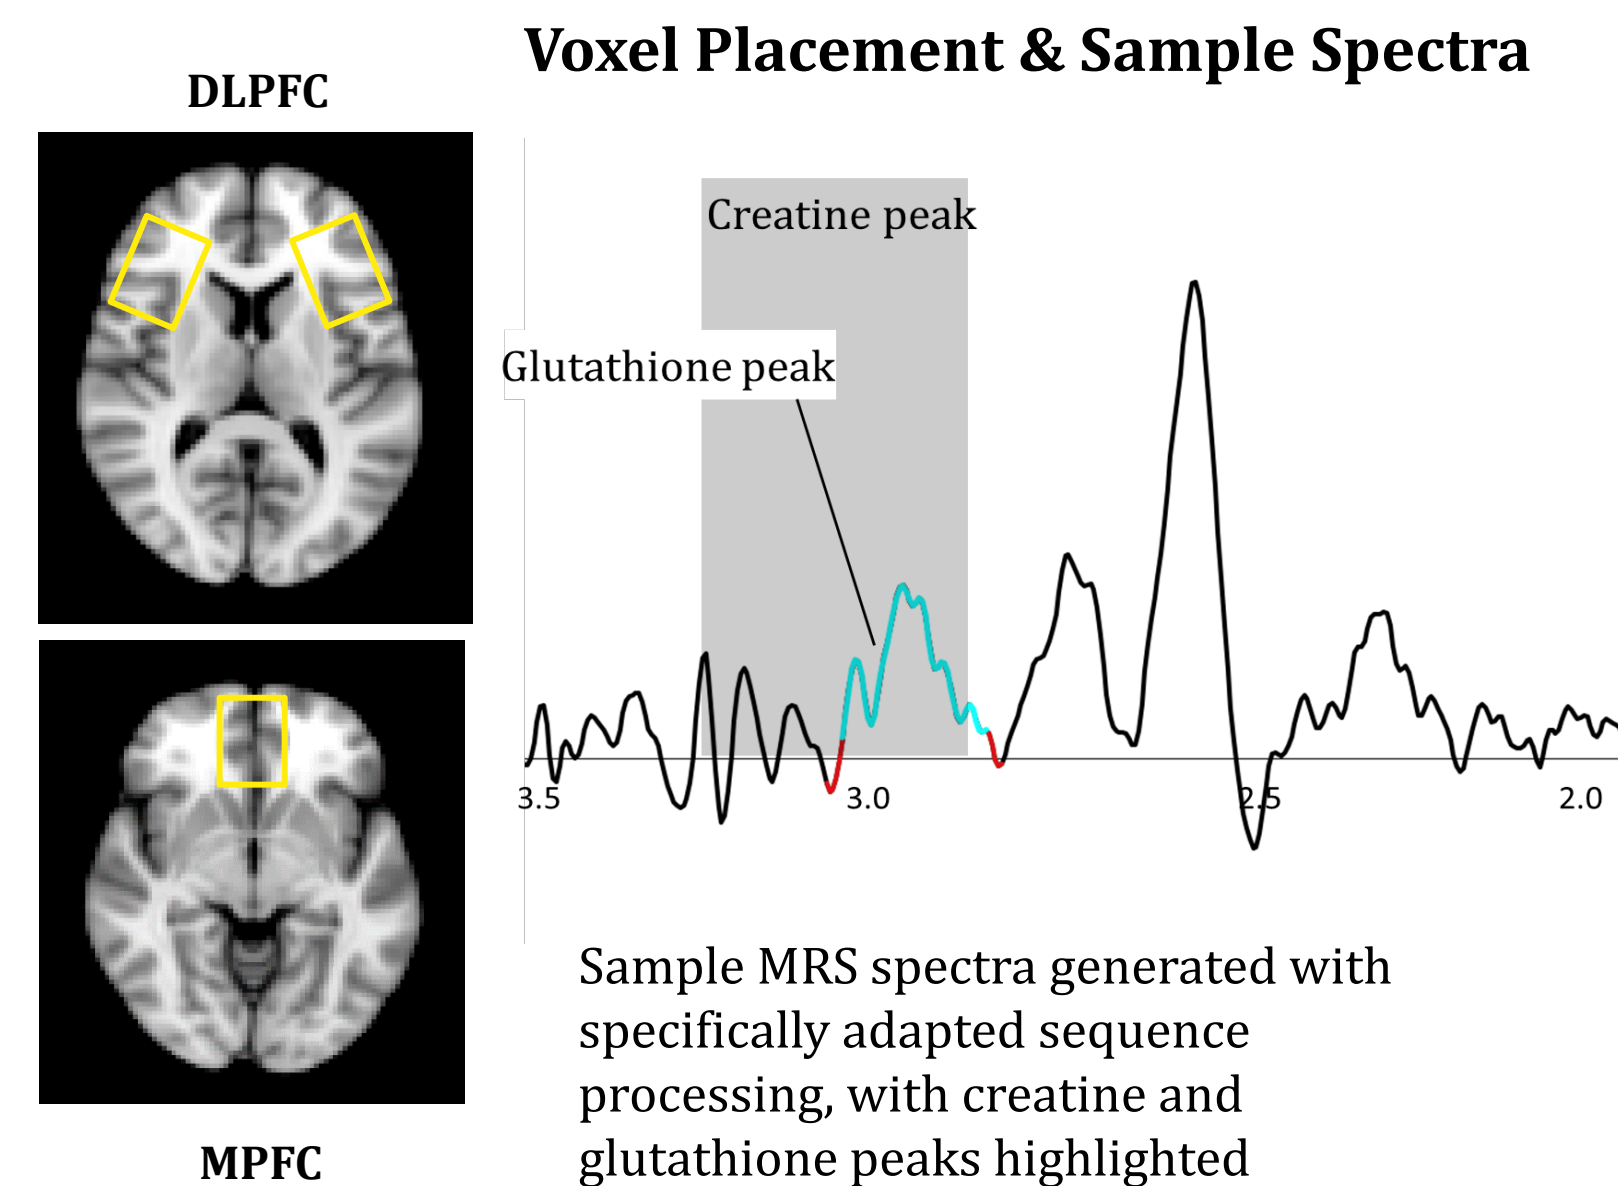 Voxel Placement & Sample Spectra
DLPFC
Creatine peak
Glutathione peak
3.5
3.0
2.5
2.0
Sample MRS spectra generated with
specifically adapted sequence
processing, with creatine and
glutathione peaks highlighted
MPFC